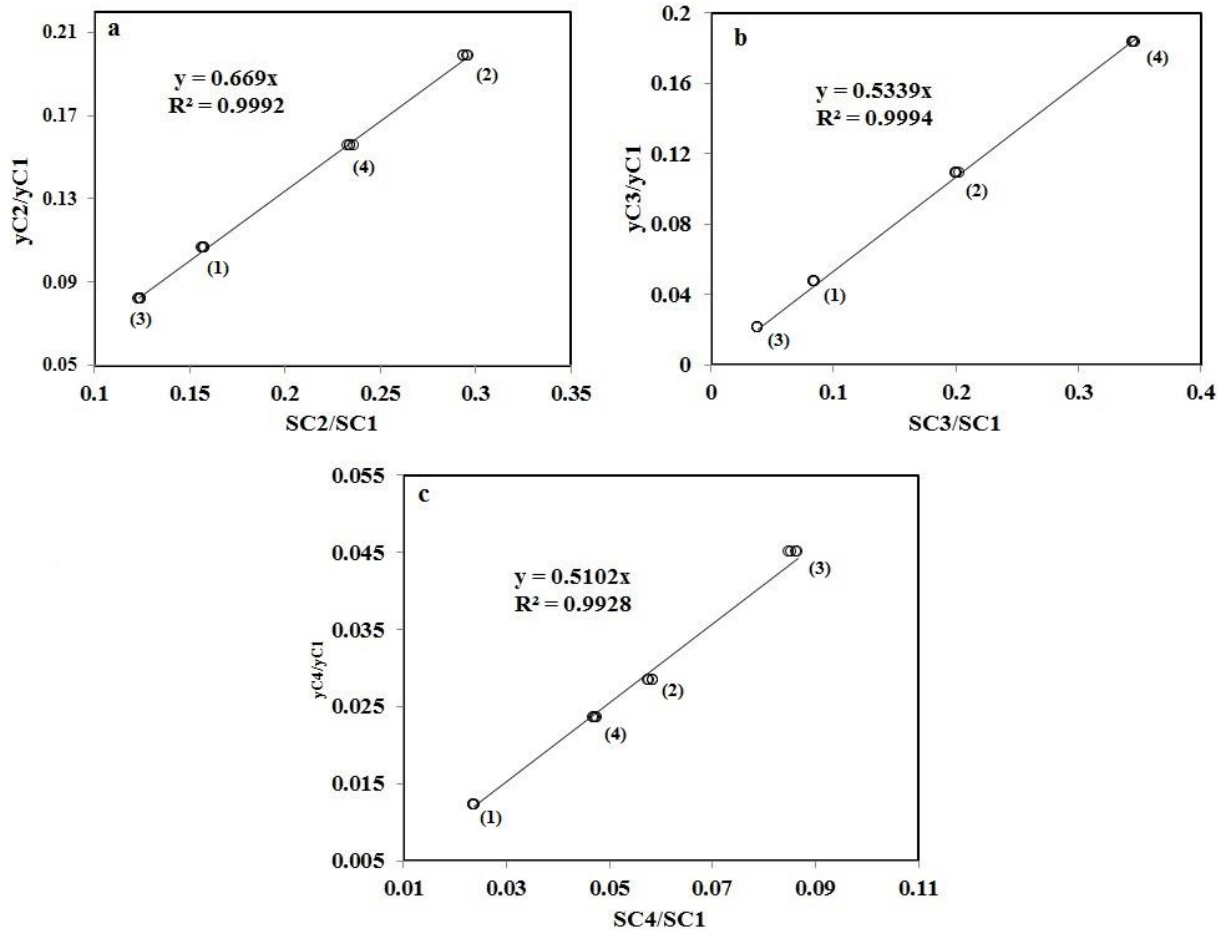 a
y = 0.669x
R² = 0.9992
(2)
(4)
(1)
(3)
0.21
0.17
0.13
0.09
0.05
yC2/yC1
0.1 0.15 0.2 0.25 0.3 0.35
SC2/SC1
b
y = 0.5339x
R² = 0.9994
(4)
(2)
(1)
(3)
0.2
0.16
0.12
0.08
0.04
0
yC3/yC1
0 0.1 0.2 0.3 0.4
SC3/SC1
c
y = 0.5102x
R² = 0.9928
(3)
(2)
(4)
(1)
0.055
0.045
0.035
0.025
0.015
0.005
yC4/yC1
0.01 0.03 0.05 0.07 0.09 0.11
SC4/SC1